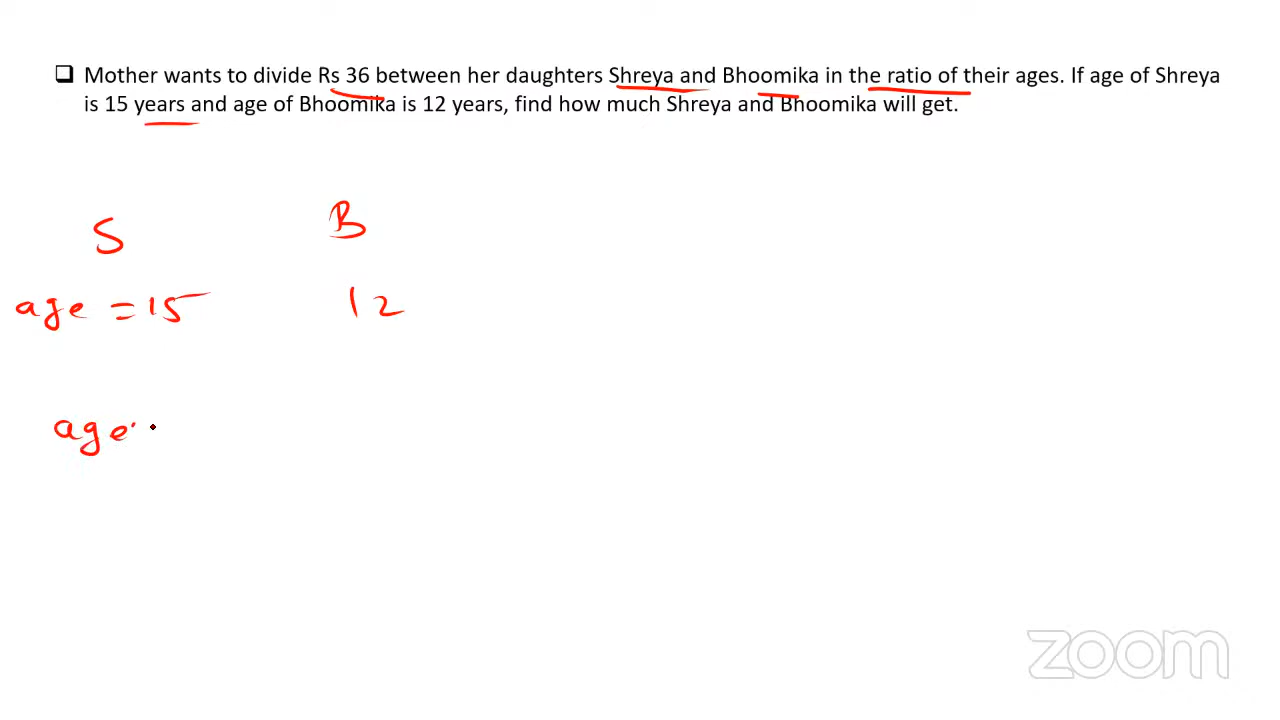 Mother wants to divide Rs 36 between her daughters Shreya and Bhoomika in the ratio of their ages. If age of Shreya
is 15 years and age of Bhoomika is 12 years, find how much Shreya and Bhoomika will get.
S B
age = 15 12
age
zoom